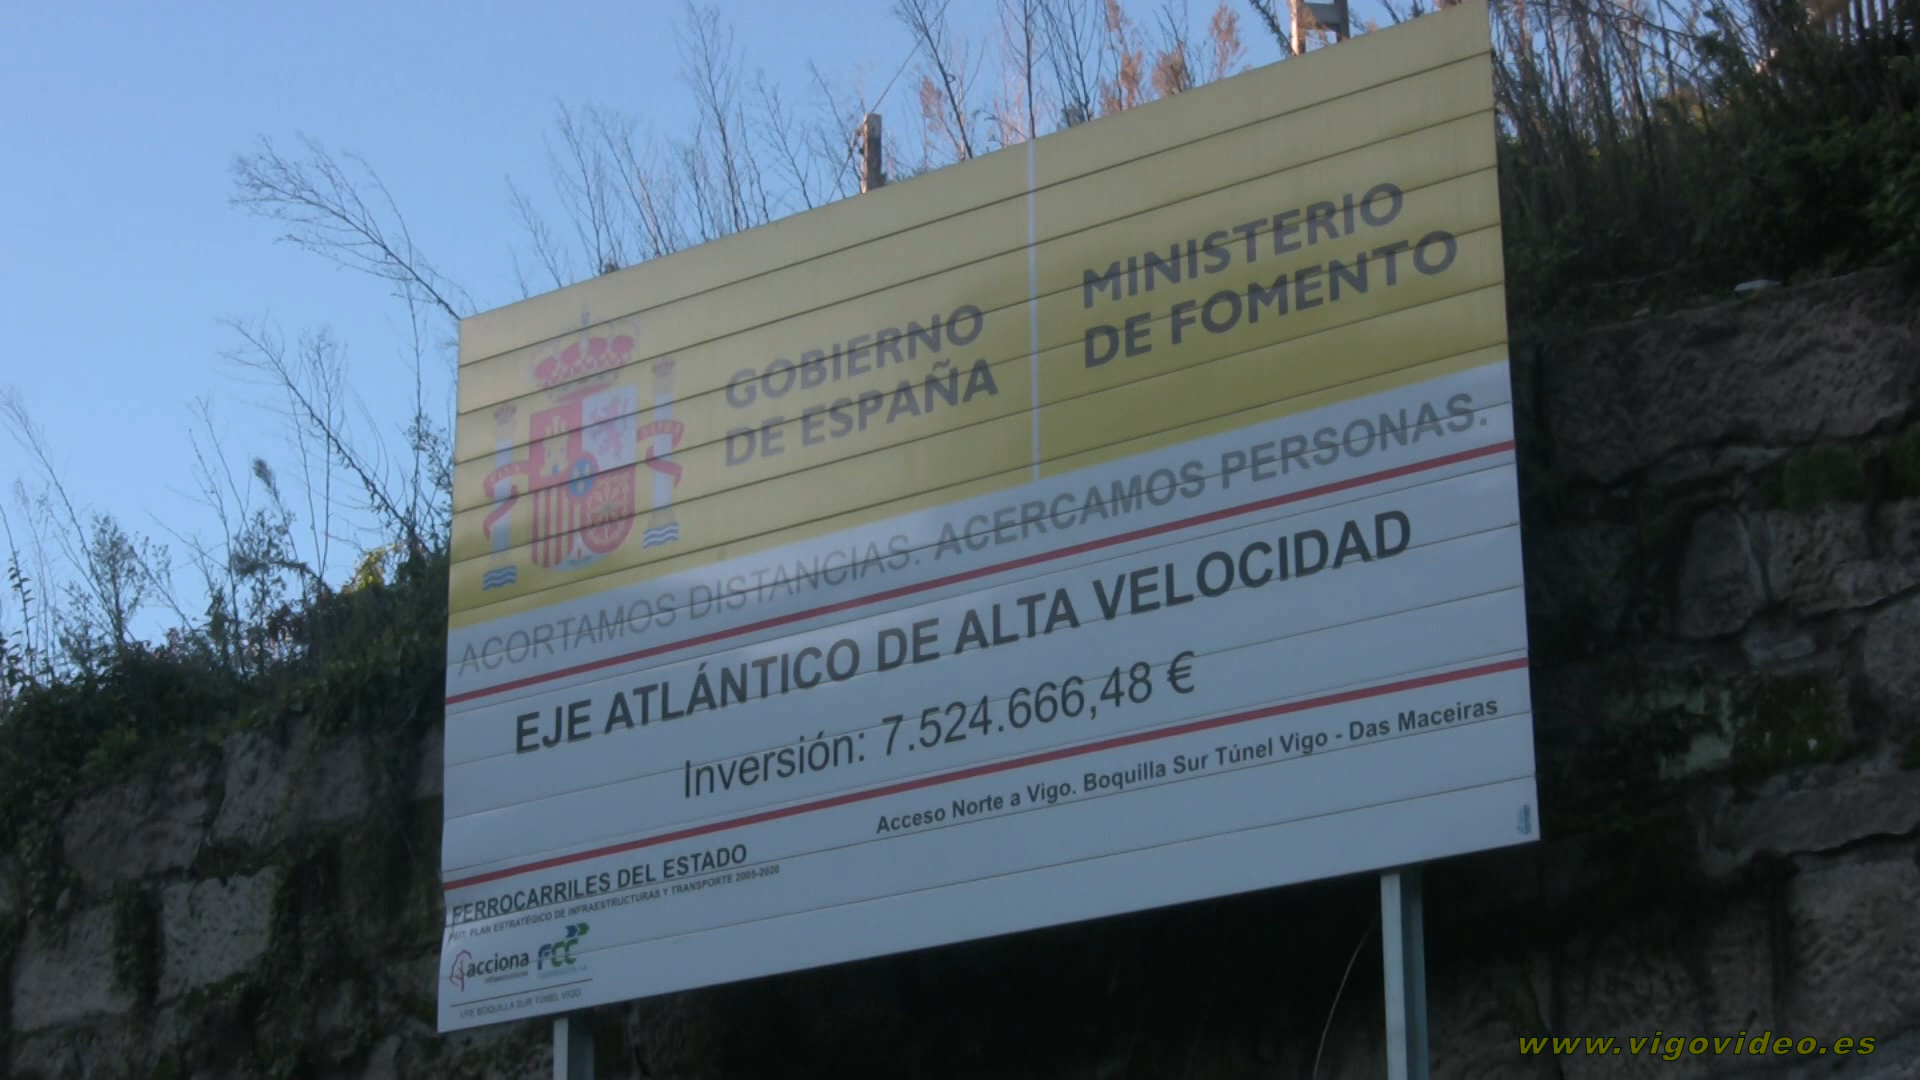 GOBIERNO
DE ESPAÑA
MINISTERIO
DE FOMENTO
ACORTAMOS DISTANCIAS. ACERCAMOS PERSONAS.
EJE ATLÁNTICO DE ALTA VELOCIDAD
Inversión: 7.524.666,48 €
Acceso Norte a Vigo. Boquilla Sur Túnel Vigo - Das Maceiras
FERROCARRILES DEL ESTADO
PEIT: PLAN ESTRATÉGICO DE INFRAESTRUCTURAS Y TRANSPORTE 2005-2020
acciona
FCC
UTE BOQUILLA SUR TÚNEL VIGO
www.vigovideo.es